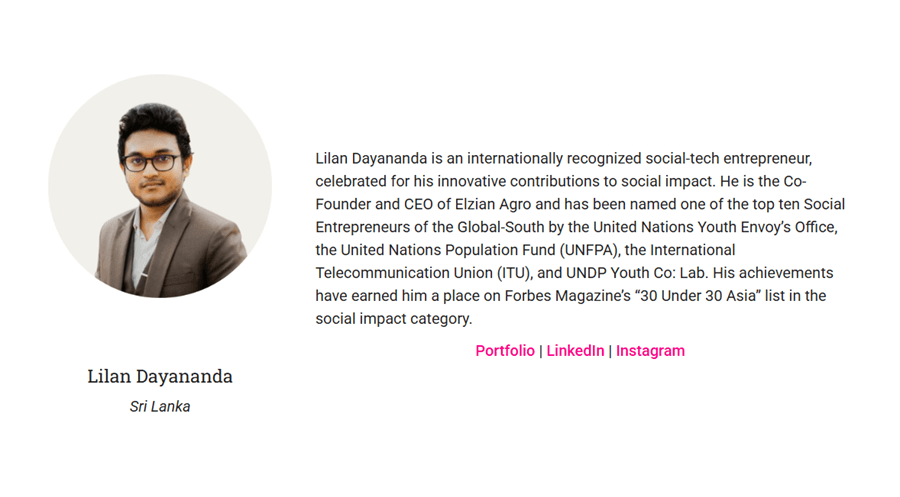 Lilan Dayananda is an internationally recognized social-tech entrepreneur,
celebrated for his innovative contributions to social impact. He is the Co-
Founder and CEO of Elzian Agro and has been named one of the top ten Social
Entrepreneurs of the Global-South by the United Nations Youth Envoy’s Office,
the United Nations Population Fund (UNFPA), the International
Telecommunication Union (ITU), and UNDP Youth Co: Lab. His achievements
have earned him a place on Forbes Magazine’s “30 Under 30 Asia” list in the
social impact category.
Portfolio | LinkedIn | Instagram
Lilan Dayananda
Sri Lanka